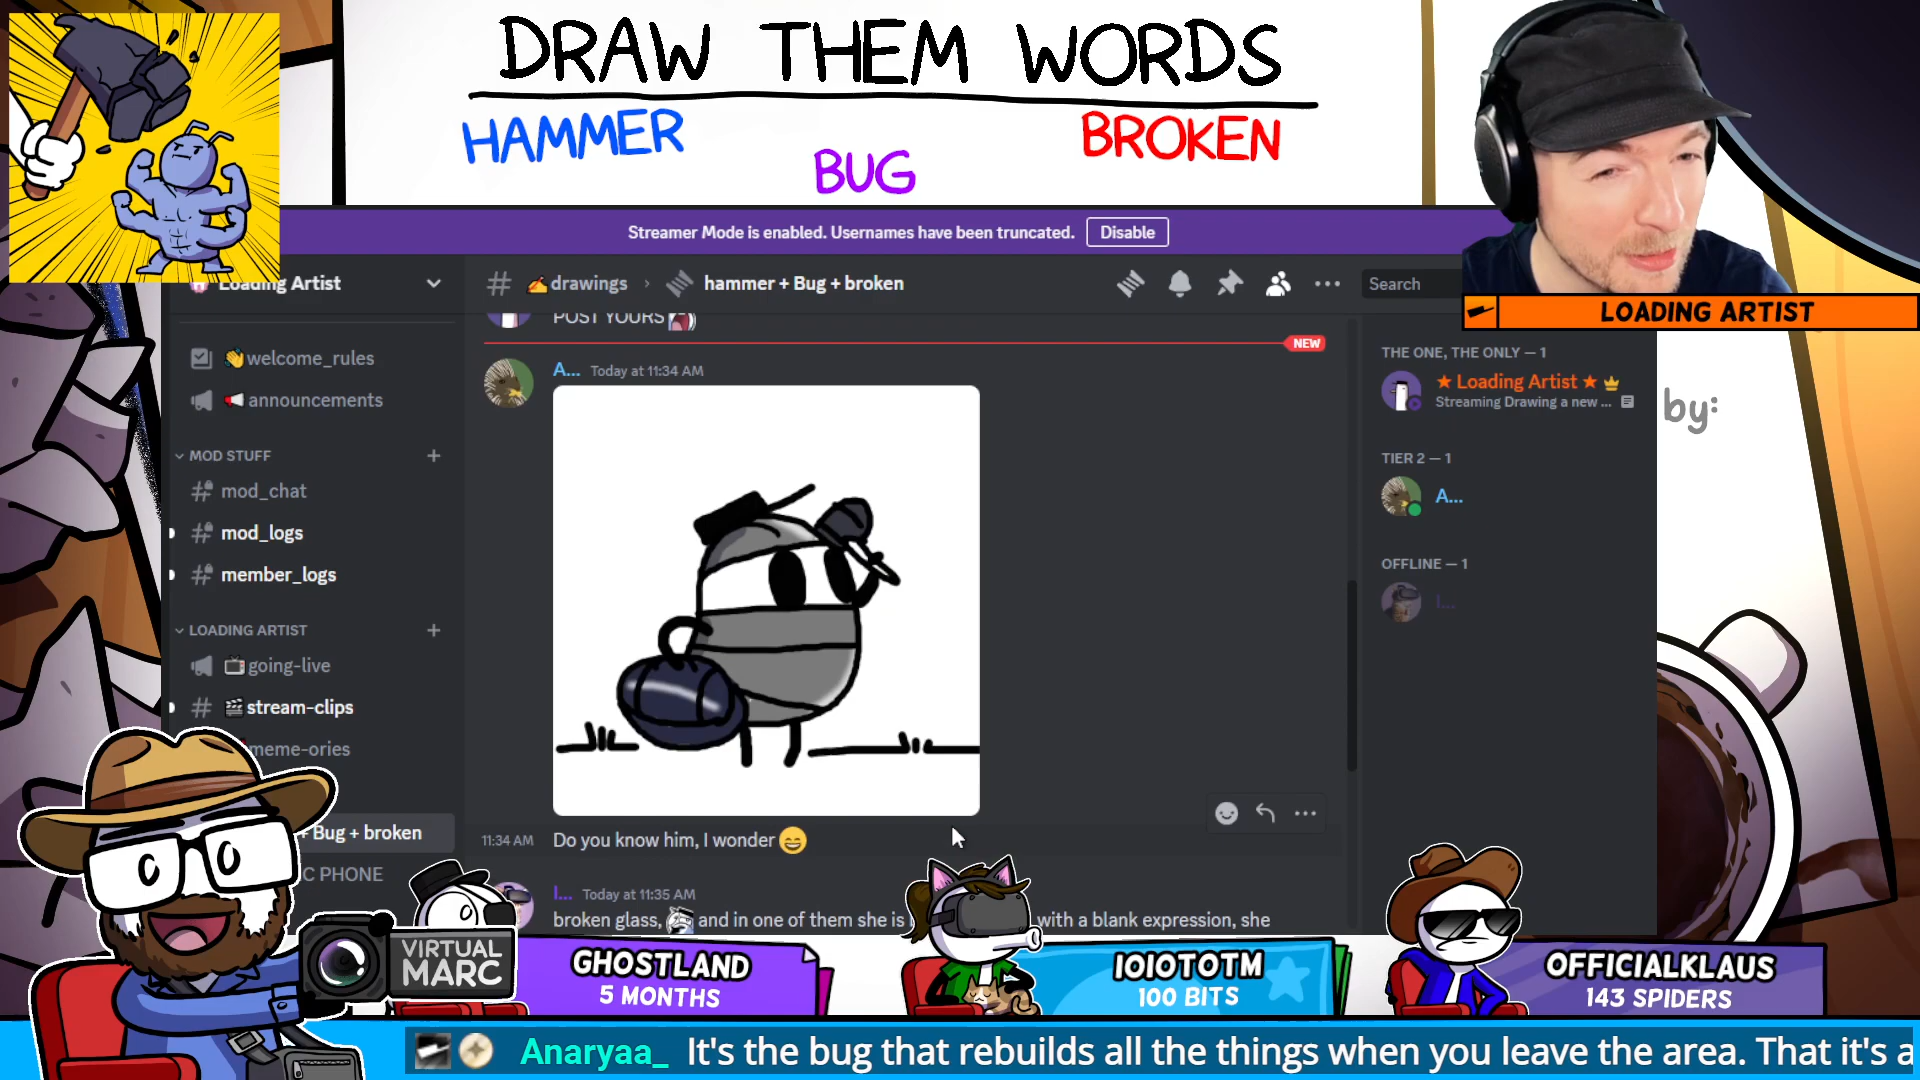 DRAW THEM WORDS
HAMMER
BUG
BROKEN
Streamer Mode is enabled. Usernames have been truncated.
Disable
LOADING ARTIST
Loading Artist
drawings
hammer + Bug + broken
Search
POST YOURS
NEW
welcome_rules
announcements
MOD STUFF
mod_chat
mod_logs
member_logs
LOADING ARTIST
going-live
stream-clips
meme-ories
+ Bug + broken
C PHONE
A... Today at 11:34 AM
11:34 AM Do you know him, I wonder
I... Today at 11:35 AM
broken glass, and in one of them she is with a blank expression, she
THE ONE, THE ONLY — 1
★ Loading Artist ★
Streaming Drawing a new ...
TIER 2 — 1
A...
OFFLINE — 1
I...
by:
VIRTUAL
MARC
GHOSTLAND
5 MONTHS
IOIOTOTM
100 BITS
OFFICIALKLAUS
143 SPIDERS
Anaryaa_ It's the bug that rebuilds all the things when you leave the area. That it's a